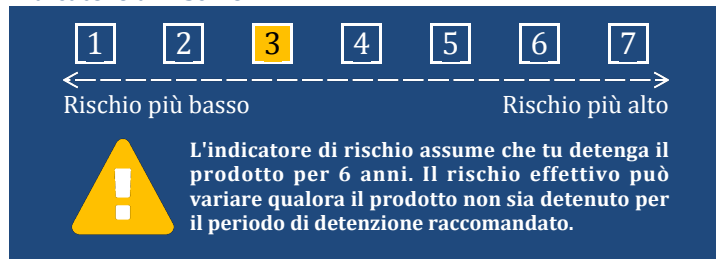 1 2 3 4 5 6 7
Rischio più basso Rischio più alto
L'indicatore di rischio assume che tu detenga il
prodotto per 6 anni. Il rischio effettivo può
variare qualora il prodotto non sia detenuto per
il periodo di detenzione raccomandato.